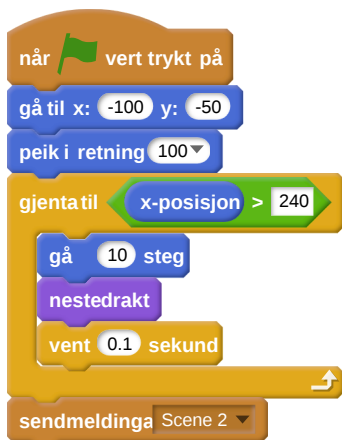 når vert trykt på
gå til x: -100 y: -50
peik i retning 100
gjenta til x-posisjon > 240
gå 10 steg
nestedrakt
vent 0.1 sekund
sendmeldinga Scene 2